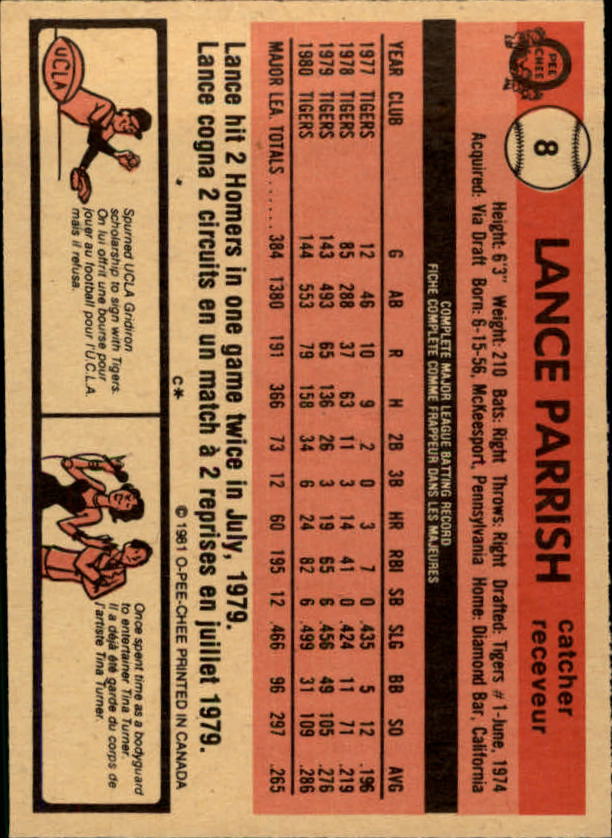 O
PEE
CHEE
8
LANCE PARRISH
catcher
receveur
Height: 6'3" Weight: 210 Bats: Right Throws: Right Drafted: Tigers #1-June, 1974
Acquired: Via Draft Born: 6-15-56, McKeesport, Pennsylvania Home: Diamond Bar, California
COMPLETE MAJOR LEAGUE BATTING RECORD
FICHE COMPLETE COMME FRAPPEUR DANS LES MAJEURES
YEAR CLUB G AB R H 2B 3B HR RBI SB SLG BB SO AVG
1977 TIGERS 12 46 10 9 2 0 3 7 0 .435 5 12 .196
1978 TIGERS 85 288 37 63 11 3 14 41 0 .424 11 71 .219
1979 TIGERS 143 493 65 136 26 3 19 65 6 .456 49 105 .276
1980 TIGERS 144 553 79 158 34 6 24 82 6 .499 31 109 .286
MAJOR LEA. TOTALS ...... 384 1380 191 366 73 12 60 195 12 .466 96 297 .265
Lance hit 2 Homers in one game twice in July, 1979.
Lance cogna 2 circuits en un match à 2 reprises en juillet 1979.
C* © 1981 O-PEE-CHEE PRINTED IN CANADA
UCLA
Spurned UCLA Gridiron
scholarship to sign with Tigers.
On lui offrit une bourse pour
jouer au football pour l'U.C.L.A.
mais il refusa.
Once spent time as a bodyguard
to entertainer Tina Turner.
Il a déjà été garde du corps de
l'artiste Tina Turner.